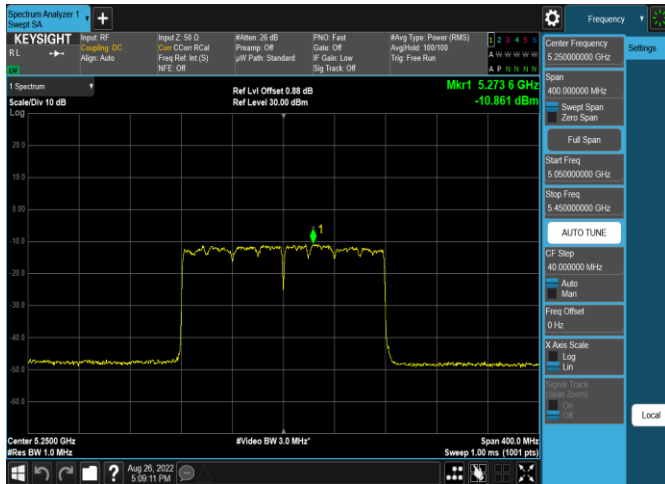 Spectrum Analyzer 1
Swept SA
+
Frequency
KEYSIGHT
RL
Input: RF
Coupling: DC
Align: Auto
Input Z: 50 Ω
Corr CCorr RCal
Freq Ref: Int (S)
NFE: Off
#Atten: 26 dB
Preamp: Off
µW Path: Standard
PNO: Fast
Gate: Off
IF Gain: Low
Sig Track: Off
#Avg Type: Power (RMS)
Avg|Hold: 100/100
Trig: Free Run
1 2 3 4 5 6
A W W W W W
A P N N N N
1 Spectrum
Scale/Div 10 dB
Log
Ref Lvl Offset 0.88 dB
Ref Level 30.00 dBm
Mkr1 5.273 6 GHz
-10.861 dBm
20.0
10.0
0.00
-10.0
-20.0
-30.0
-40.0
-50.0
-60.0
1
Center 5.2500 GHz
#Res BW 1.0 MHz
#Video BW 3.0 MHz*
Span 400.0 MHz
Sweep 1.00 ms (1001 pts)
?
Aug 26, 2022
5:09:11 PM
Center Frequency
5.250000000 GHz
Span
400.000000 MHz
Swept Span
Zero Span
Full Span
Start Freq
5.050000000 GHz
Stop Freq
5.450000000 GHz
AUTO TUNE
CF Step
40.000000 MHz
Auto
Man
Freq Offset
0 Hz
X Axis Scale
Log
Lin
Signal Track
(Span Zoom)
On
Off
Settings
Local